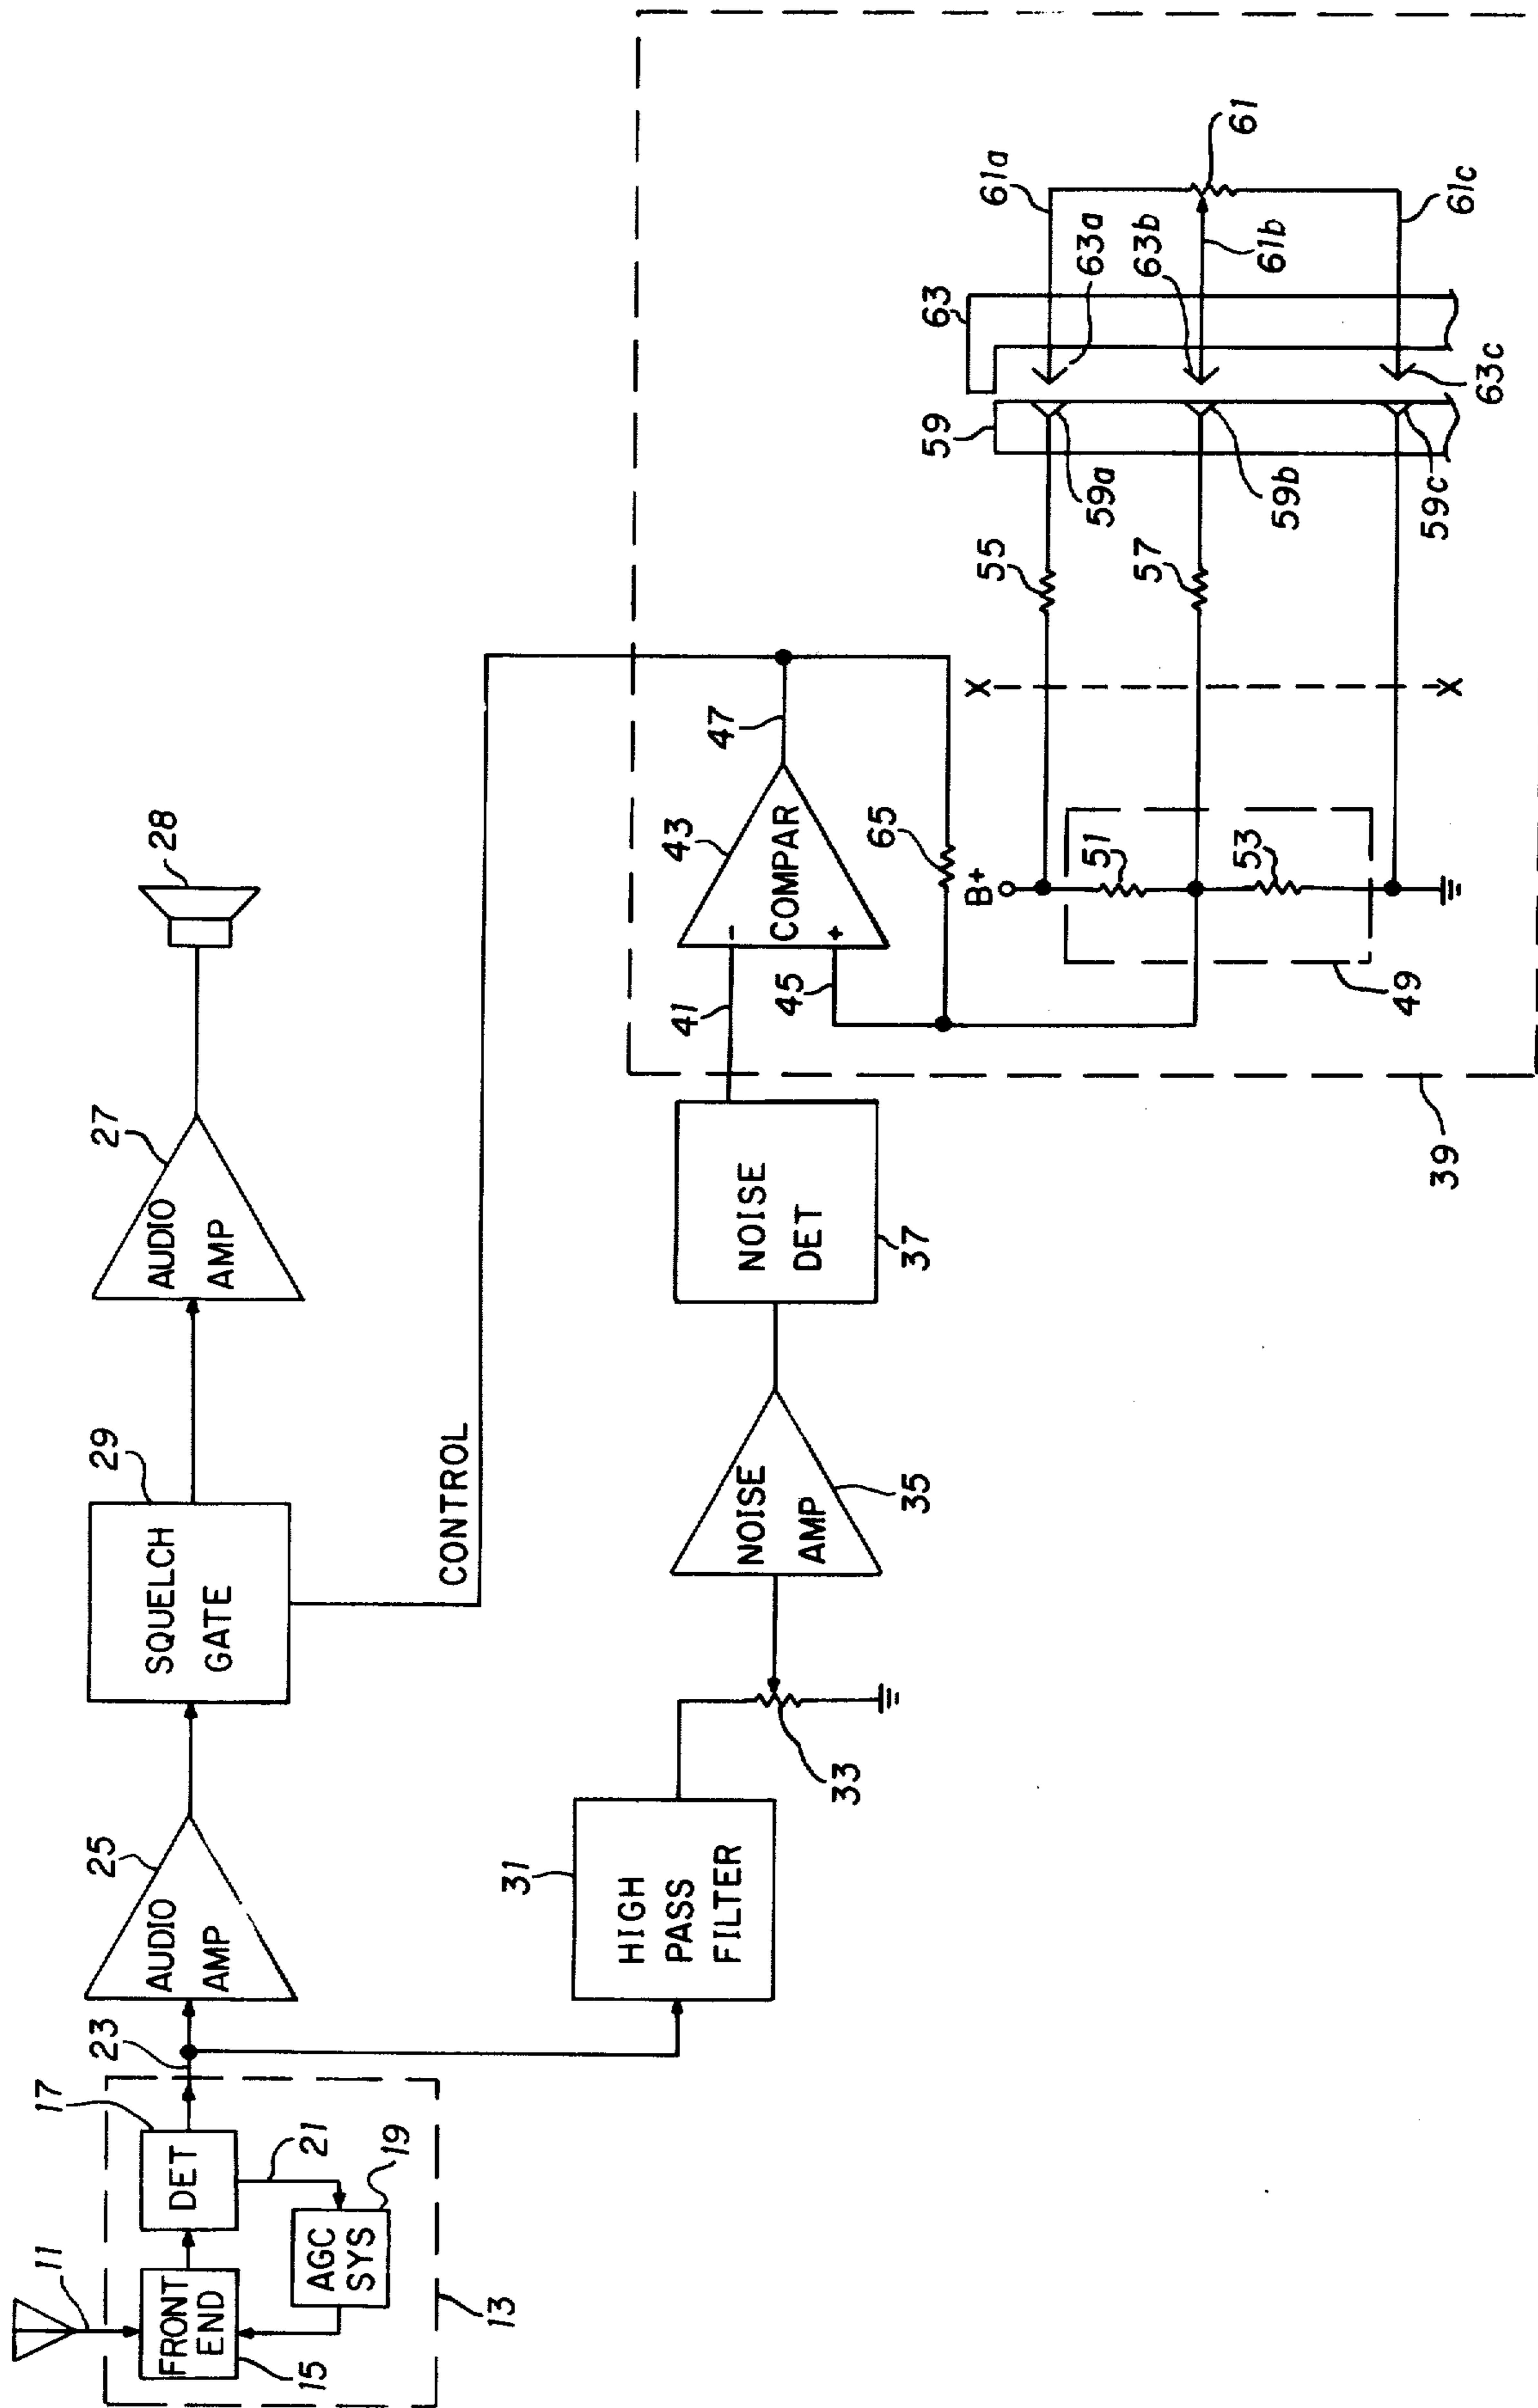 11
13
FRONT
END
15
DET
17
AGC
SYS
19
21
23
AUDIO
AMP
25
SQUELCH
GATE
29
AUDIO
AMP
27
28
CONTROL
HIGH
PASS
FILTER
31
33
NOISE
AMP
35
NOISE
DET
37
39
41
43
COMPAR
-
+
45
47
65
B+
49
51
53
X
X
55
57
59
59a
59b
59c
63
63a
63b
63c
61a
61
61b
61c